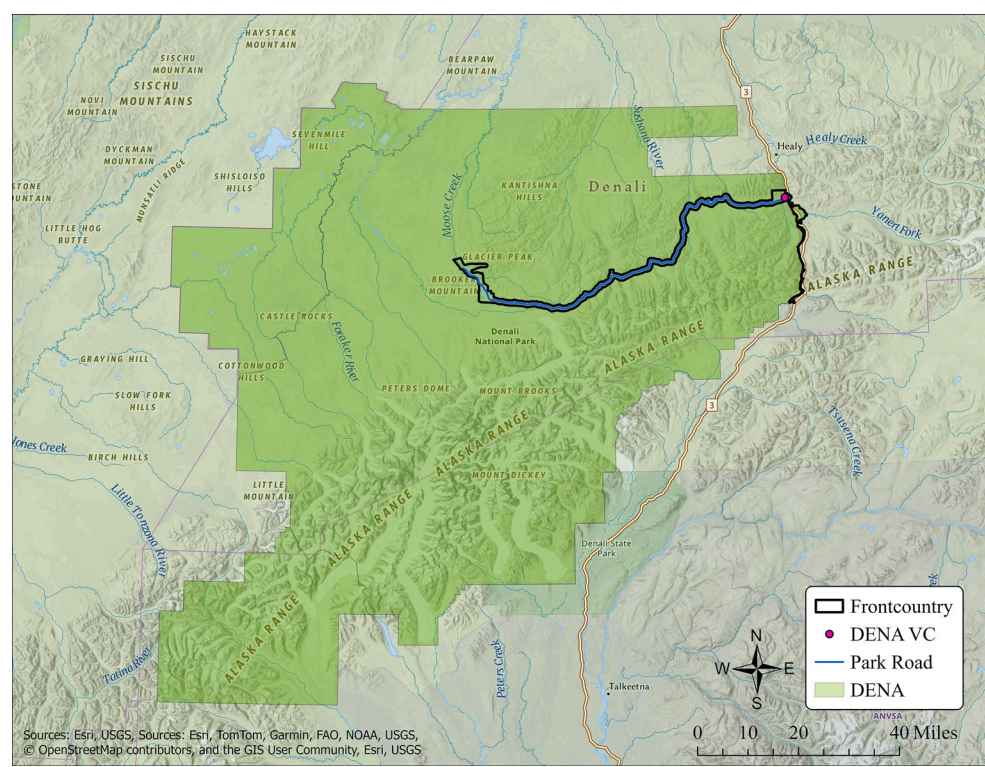 HAYSTACK
MOUNTAIN
3
SISCHU
MOUNTAIN
BEARPAW
MOUNTAIN
SISCHU
MOUNTAINS
NOVI
MOUNTAIN
Sushana River
SEVENMILE
HILL
Healy
Healy Creek
DYCKMAN
MOUNTAIN
MUNSATLI RIDGE
SHISLOISO
HILLS
STONE
OUNTAIN
KANTISHNA
HILLS
Denali
Moose Creek
LITTLE HOG
BUTTE
Yanert Fork
GLACIER PEAK
ALASKA RANGE
BROOKER
MOUNTAIN
CASTLE ROCKS
Denali
National Park
Foraker River
ALASKA RANGE
GRAYING HILL
COTTONWOOD
HILLS
PETERS DOME
MOUNT BROOKS
SLOW FORK
HILLS
3
Tsusena Creek
ALASKA RANGE
Jones Creek
BIRCH HILLS
MOUNT DICKEY
LITTLE
MOUNTAIN
Little Tonzona River
ALASKA RANGE
Denali State
Park
ek
ALASKA RANGE
Tatina River
Peters Creek
Talkeetna
Frontcountry
DENA VC
Park Road
DENA
N
W E
S
ANVSA
0 10 20 40 Miles
Sources: Esri, USGS, Sources: Esri, TomTom, Garmin, FAO, NOAA, USGS,
© OpenStreetMap contributors, and the GIS User Community, Esri, USGS